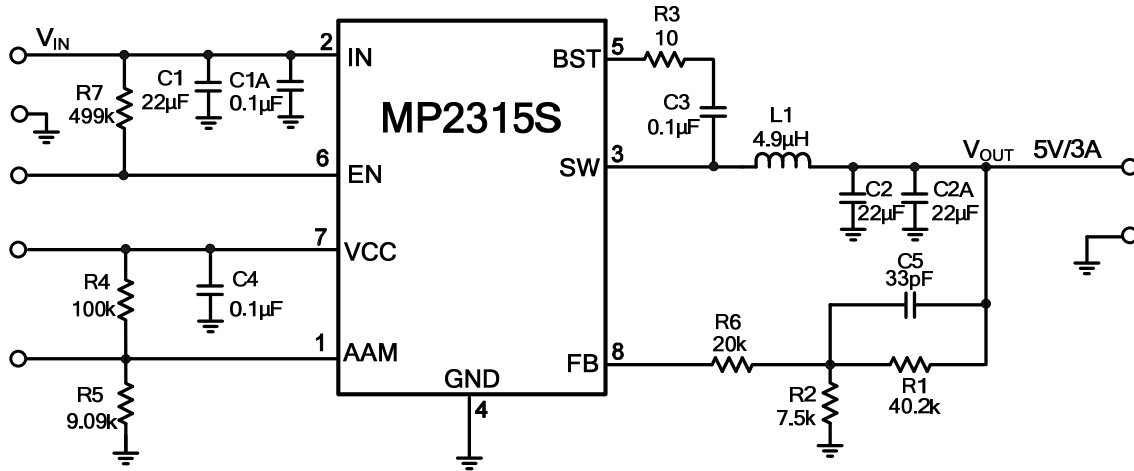 V_IN
2
IN
R7
499k
C1
22µF
C1A
0.1µF
6
EN
7
VCC
R4
100k
C4
0.1µF
1
AAM
R5
9.09k
MP2315S
GND
4
BST
5
R3
10
C3
0.1µF
SW
3
L1
4.9µH
V_OUT 5V/3A
C2
22µF
C2A
22µF
C5
33pF
FB
8
R6
20k
R2
7.5k
R1
40.2k